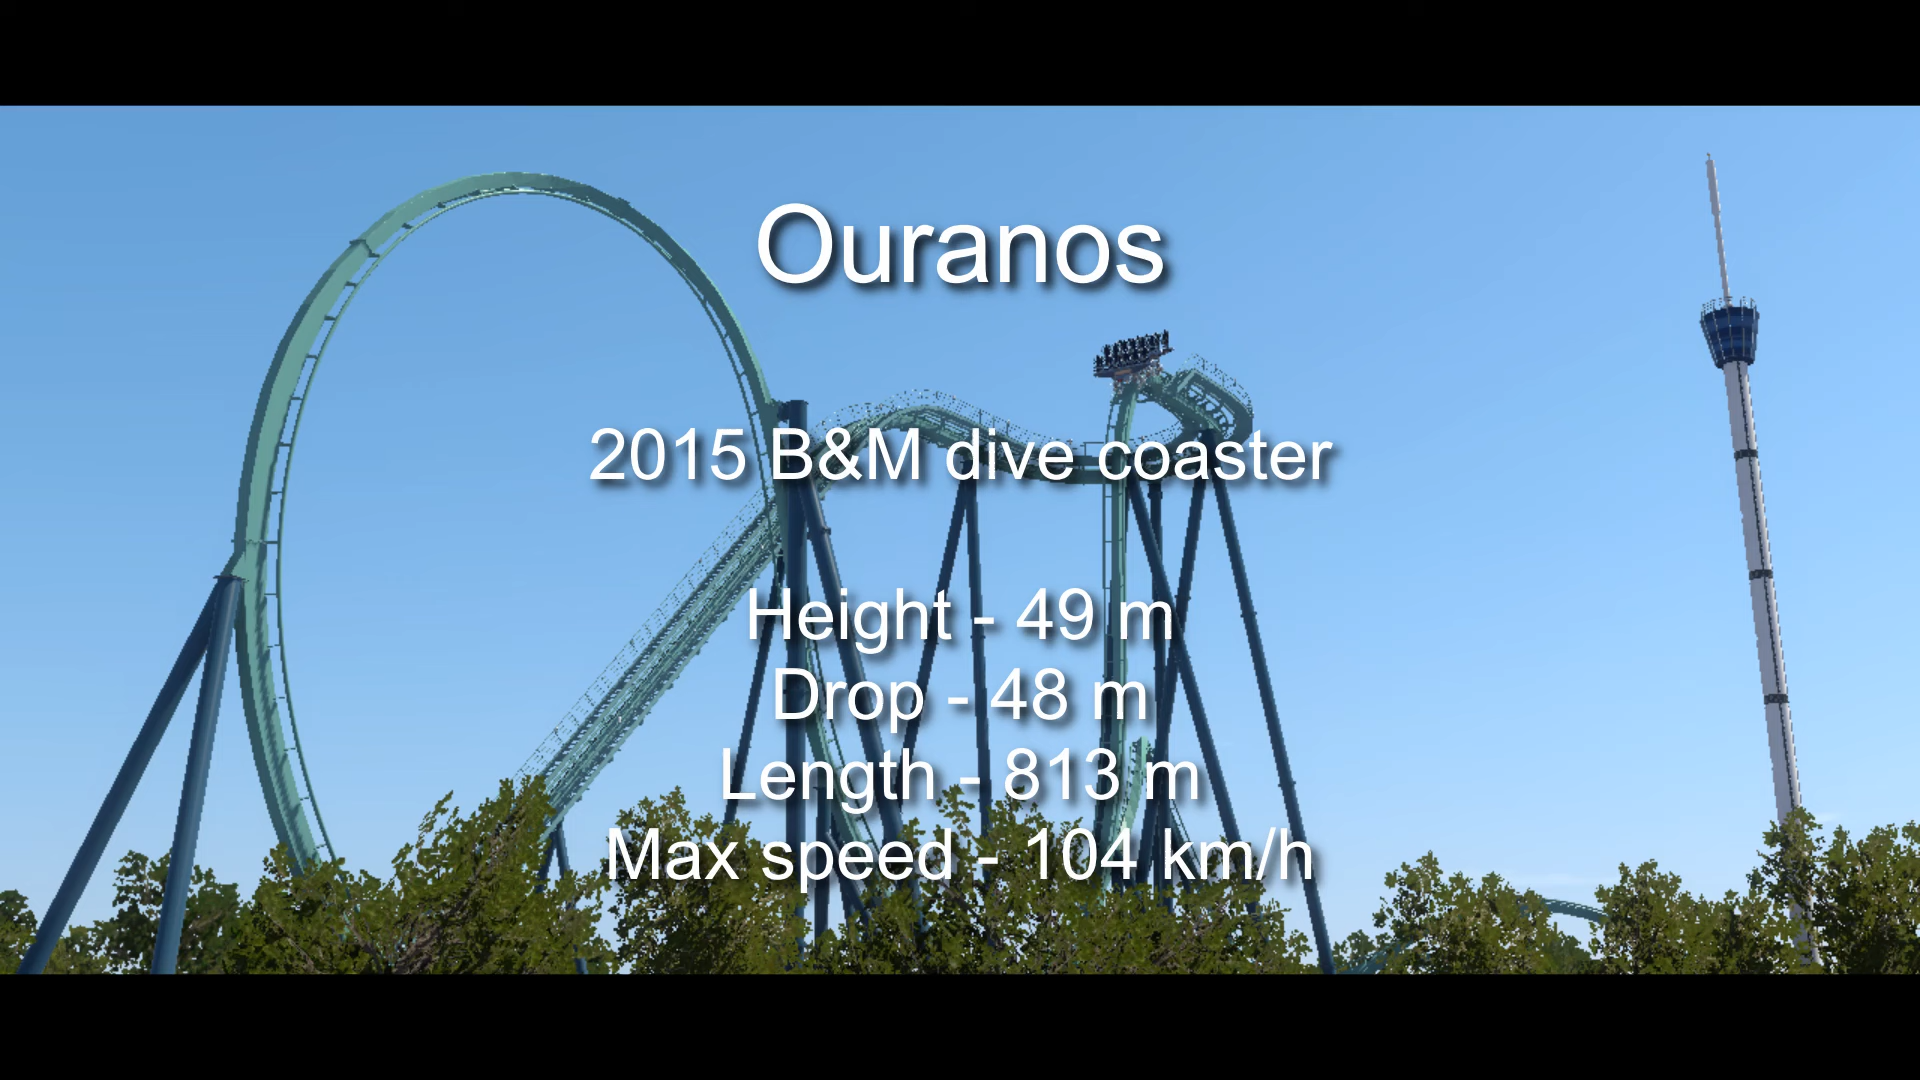 Ouranos
2015 B&M dive coaster
Height - 49 m
Drop - 48 m
Length - 813 m
Max speed - 104 km/h